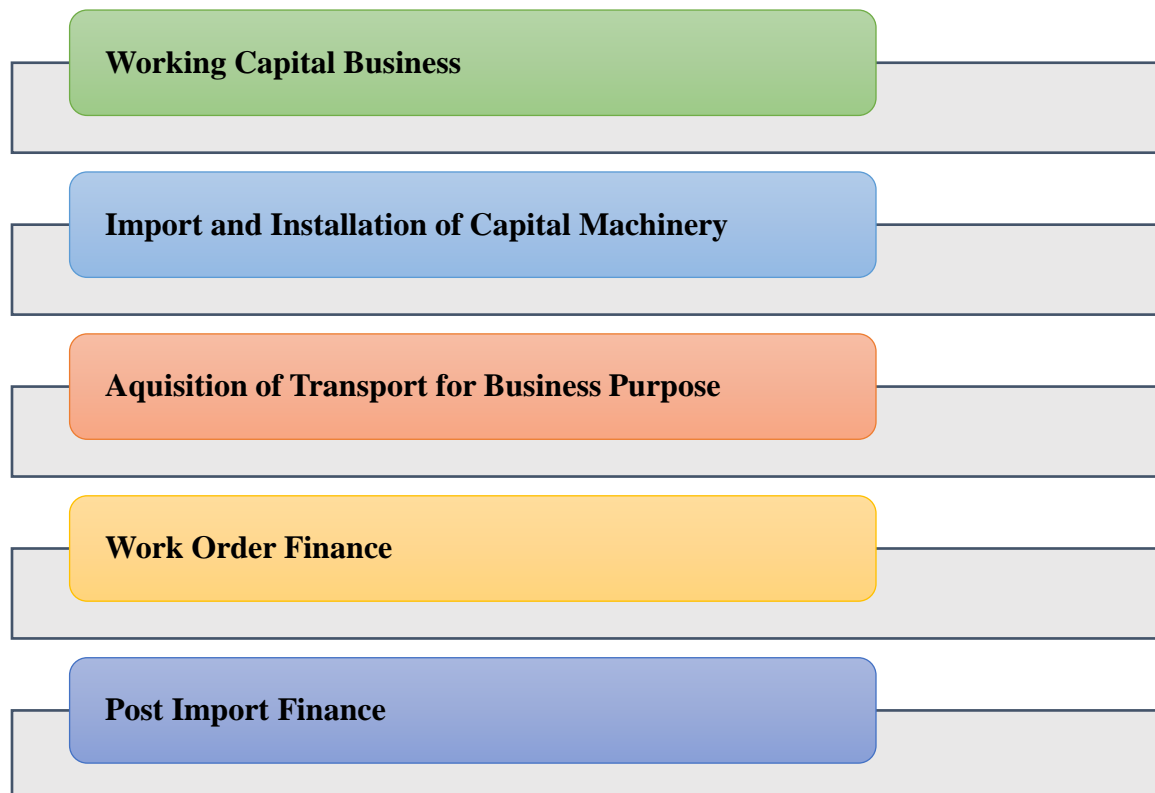 Working Capital Business
Import and Installation of Capital Machinery
Aquisition of Transport for Business Purpose
Work Order Finance
Post Import Finance